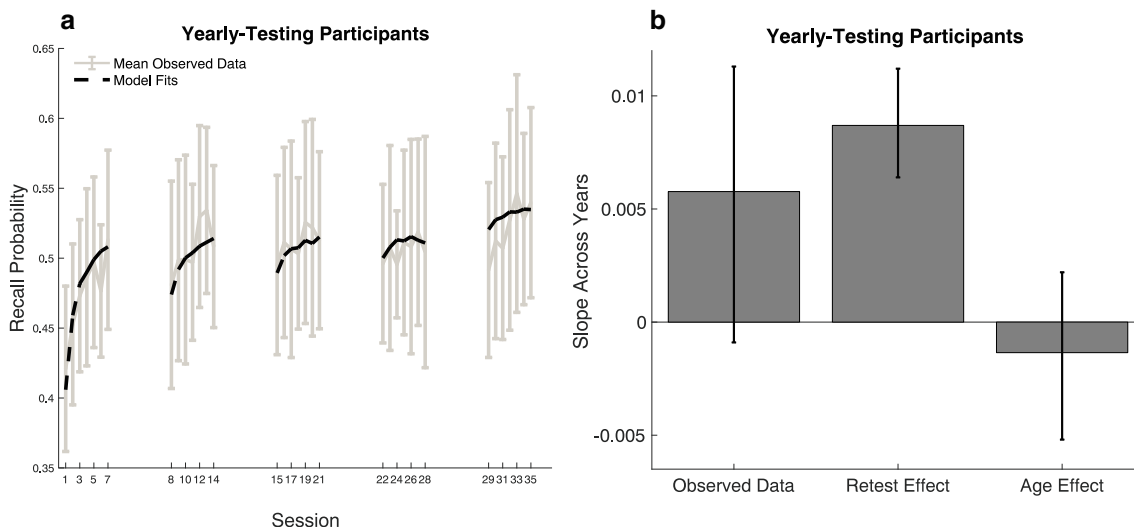 a
Yearly-Testing Participants
Mean Observed Data
Model Fits
Recall Probability
0.65
0.6
0.55
0.5
0.45
0.4
0.35
1 3 5 7 8 10 12 14 15 17 19 21 22 24 26 28 29 31 33 35
Session
b
Yearly-Testing Participants
Slope Across Years
0.01
0.005
0
-0.005
Observed Data Retest Effect Age Effect